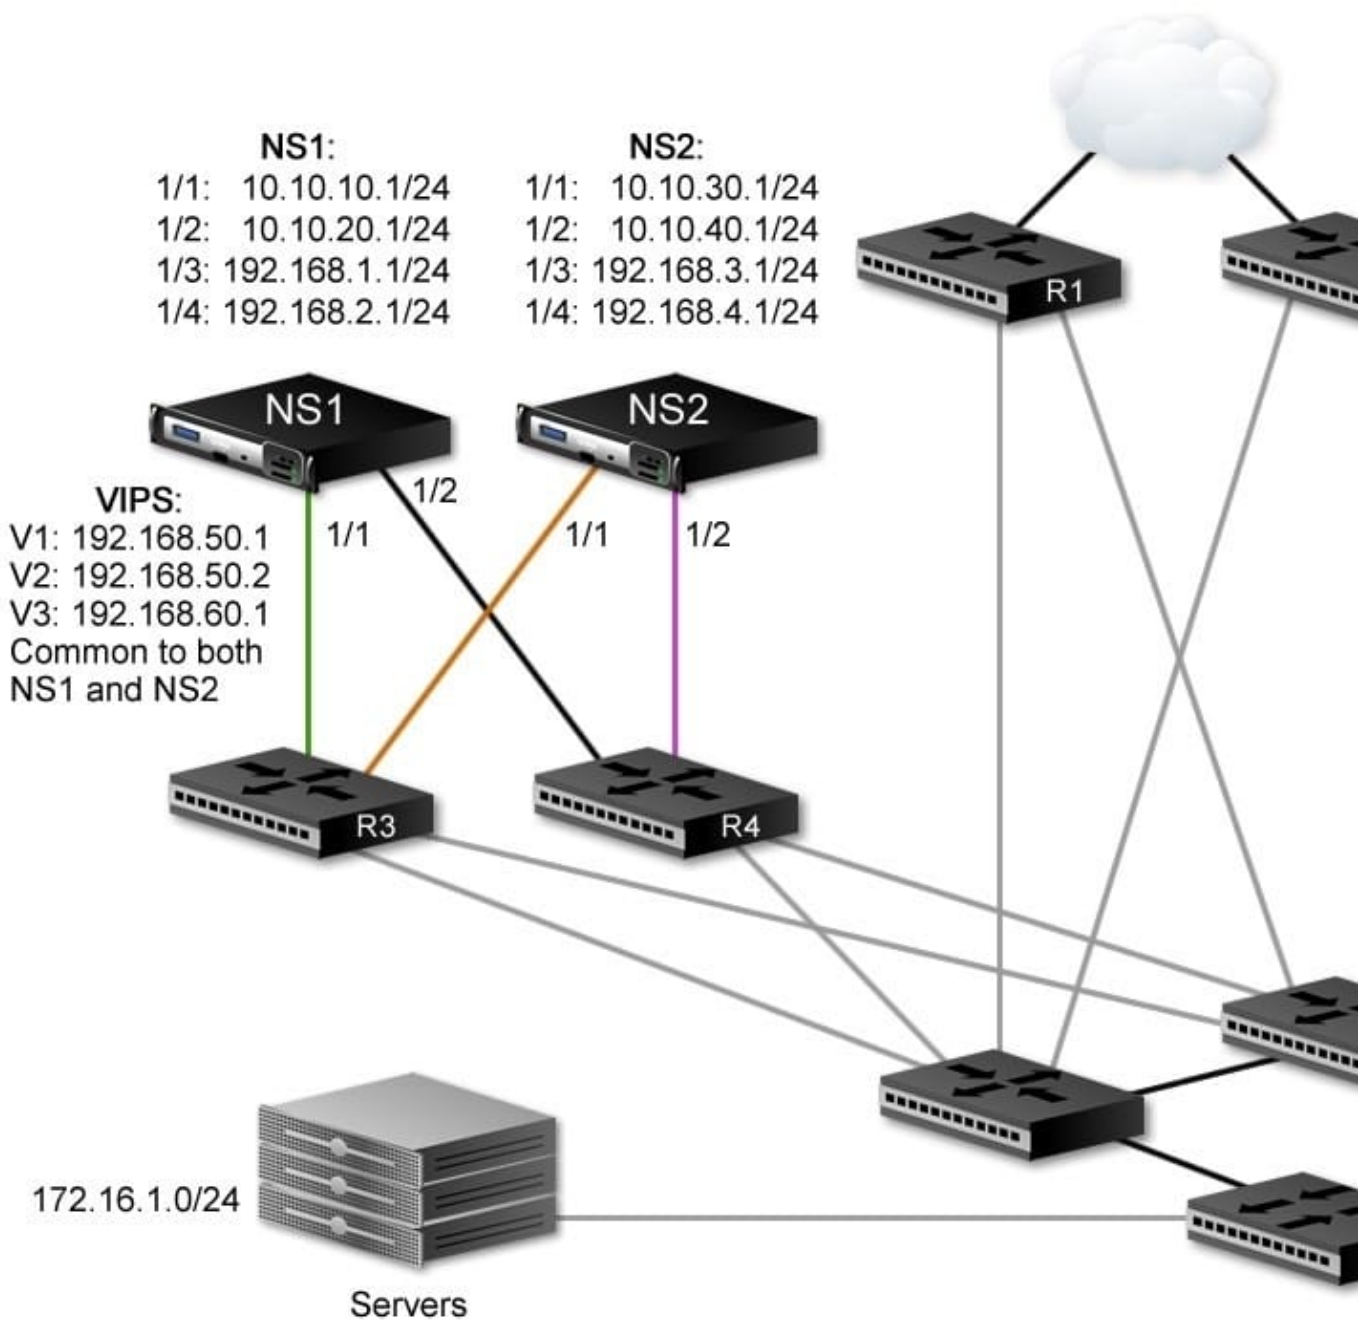 NS1:
1/1: 10.10.10.1/24
1/2: 10.10.20.1/24
1/3: 192.168.1.1/24
1/4: 192.168.2.1/24
NS2:
1/1: 10.10.30.1/24
1/2: 10.10.40.1/24
1/3: 192.168.3.1/24
1/4: 192.168.4.1/24
R1
NS1
NS2
1/2
1/1
1/1
1/2
VIPS:
V1: 192.168.50.1
V2: 192.168.50.2
V3: 192.168.60.1
Common to both
NS1 and NS2
R3
R4
172.16.1.0/24
Servers